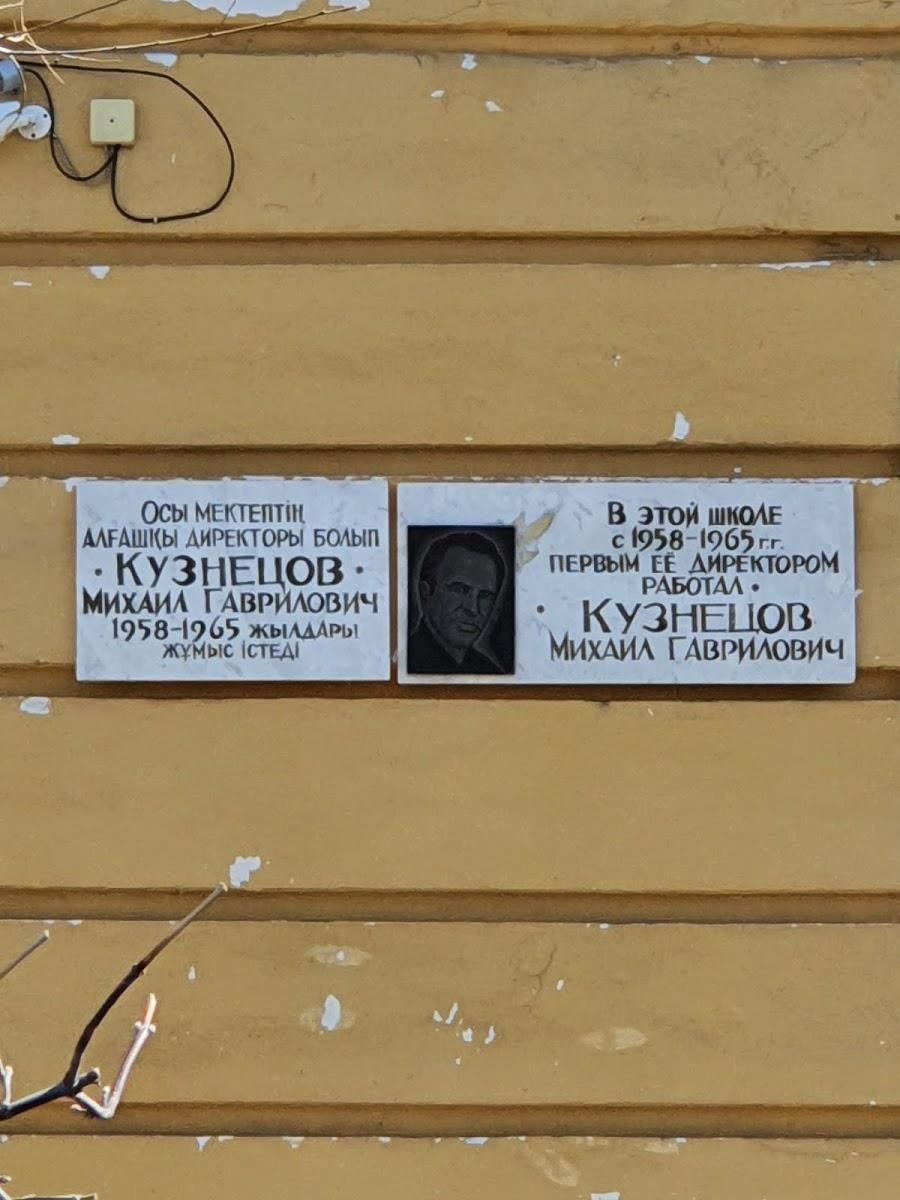 Осы мектептің
алғашқы директоры болып
· Кузнецов ·
Михаил Гаврилович
1958-1965 жылдары
жұмыс істеді
В этой школе
с 1958-1965 г.г.
первым её директором
работал ·
· Кузнецов
Михаил Гаврилович